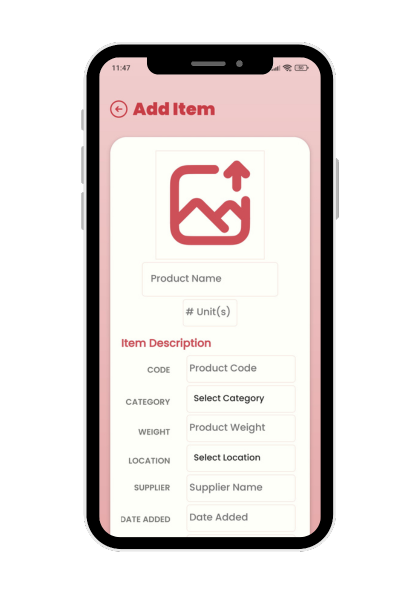 11:47
Add Item
Product Name
# Unit(s)
Item Description
CODE Product Code
CATEGORY Select Category
WEIGHT Product Weight
LOCATION Select Location
SUPPLIER Supplier Name
DATE ADDED Date Added